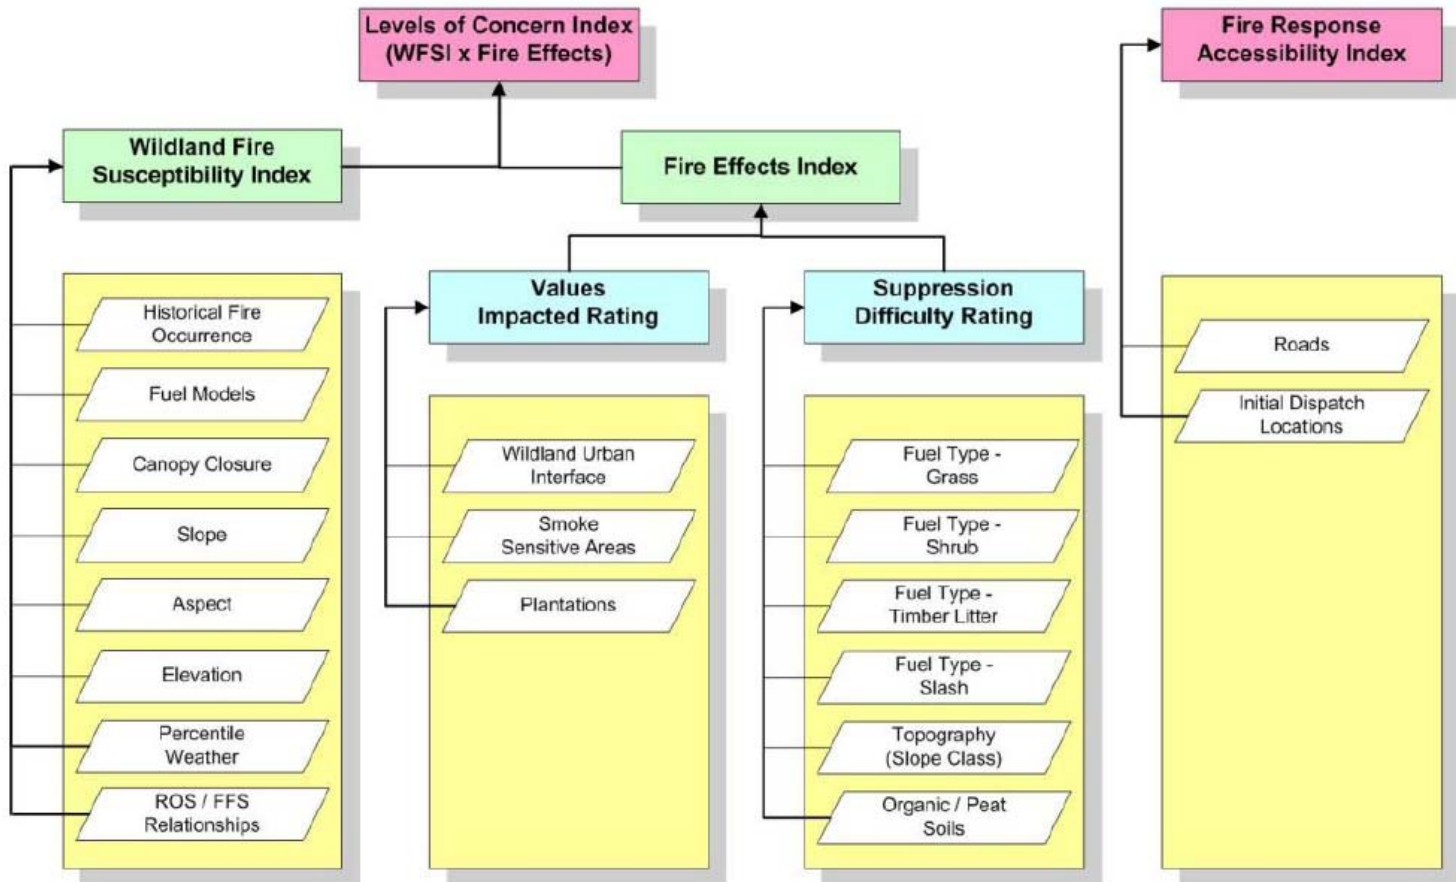 Levels of Concern Index
(WFSI x Fire Effects)
Fire Response
Accessibility Index
Wildland Fire
Susceptibility Index
Fire Effects Index
Values
Impacted Rating
Suppression
Difficulty Rating
Historical Fire
Occurrence
Fuel Models
Canopy Closure
Slope
Aspect
Elevation
Percentile
Weather
ROS / FFS
Relationships
Wildland Urban
Interface
Smoke
Sensitive Areas
Plantations
Fuel Type -
Grass
Fuel Type -
Shrub
Fuel Type -
Timber Litter
Fuel Type -
Slash
Topography
(Slope Class)
Organic / Peat
Soils
Roads
Initial Dispatch
Locations